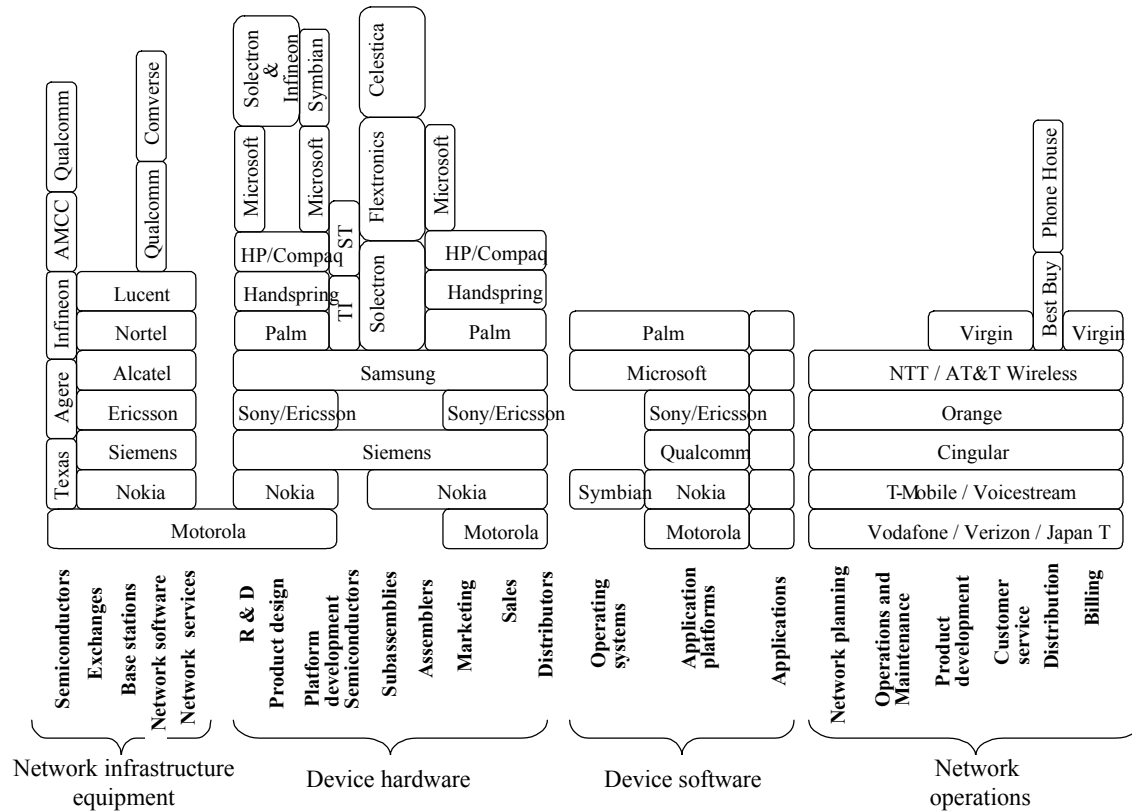 Solectron
&
Infineon
Symbian
Celestica
Qualcomm
Comverse
Microsoft
Microsoft
Flextronics
Microsoft
Phone House
AMCC
Qualcomm
HP/Compaq
ST
HP/Compaq
Infineon
Lucent
Handspring
TI
Solectron
Handspring
Best Buy
Nortel
Palm
Palm
Palm
Virgin
Virgin
Agere
Alcatel
Samsung
Microsoft
NTT / AT&T Wireless
Ericsson
Sony/Ericsson
Sony/Ericsson
Sony/Ericsson
Orange
Texas
Siemens
Siemens
Qualcomm
Cingular
Nokia
Nokia
Nokia
Symbian
Nokia
T-Mobile / Voicestream
Motorola
Motorola
Motorola
Vodafone / Verizon / Japan T
Semiconductors
Exchanges
Base stations
Network software
Network services
R & D
Product design
Platform
development
Semiconductors
Subassemblies
Assemblers
Marketing
Sales
Distributors
Operating
systems
Application
platforms
Applications
Network planning
Operations and
Maintenance
Product
development
Customer
service
Distribution
Billing
Network infrastructure
equipment
Device hardware
Device software
Network
operations